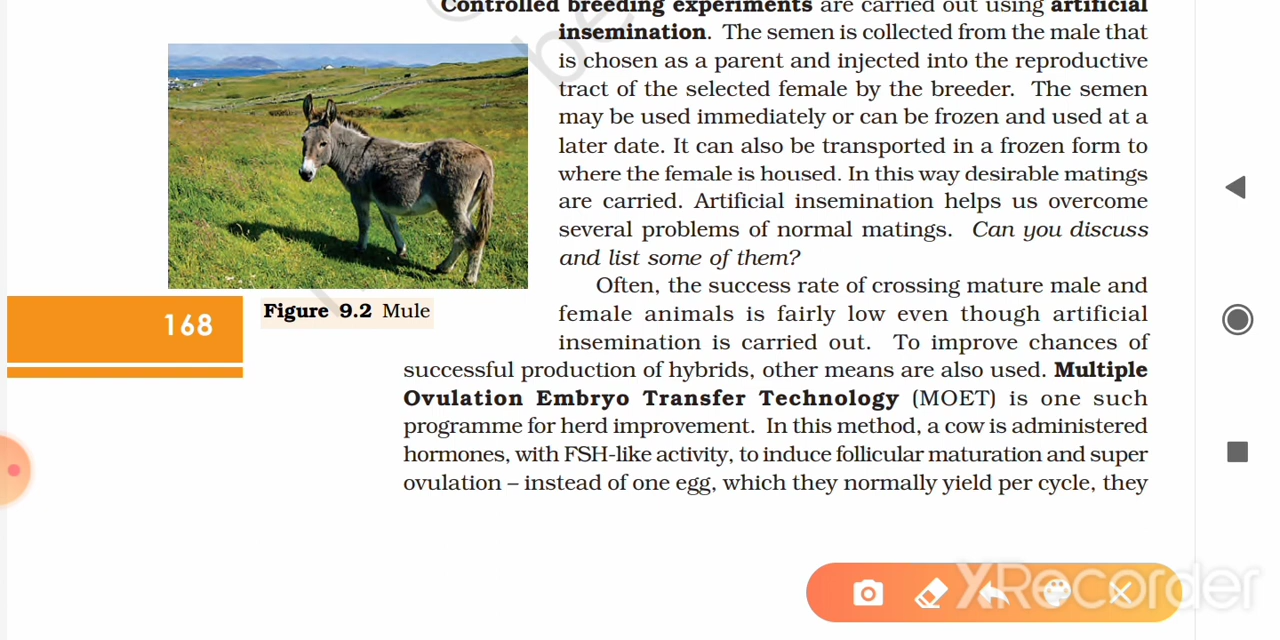 Controlled breeding experiments are carried out using artificial
insemination. The semen is collected from the male that
is chosen as a parent and injected into the reproductive
tract of the selected female by the breeder. The semen
may be used immediately or can be frozen and used at a
later date. It can also be transported in a frozen form to
where the female is housed. In this way desirable matings
are carried. Artificial insemination helps us overcome
several problems of normal matings. Can you discuss
and list some of them?
Often, the success rate of crossing mature male and
female animals is fairly low even though artificial
insemination is carried out. To improve chances of
successful production of hybrids, other means are also used. Multiple
Ovulation Embryo Transfer Technology (MOET) is one such
programme for herd improvement. In this method, a cow is administered
hormones, with FSH-like activity, to induce follicular maturation and super
ovulation – instead of one egg, which they normally yield per cycle, they
Figure 9.2 Mule
168
be
XRecorder